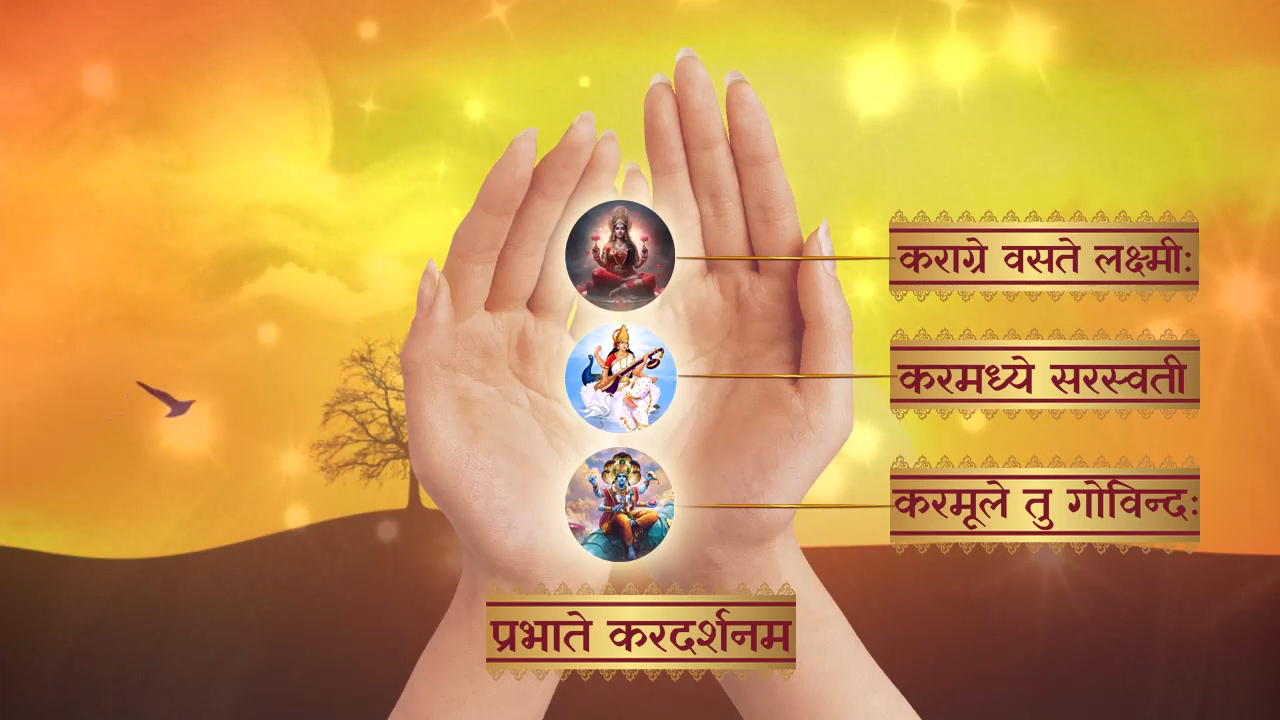 कराग्रे वसते लक्ष्मीः
करमध्ये सरस्वती
करमूले तु गोविन्दः
प्रभाते करदर्शनम